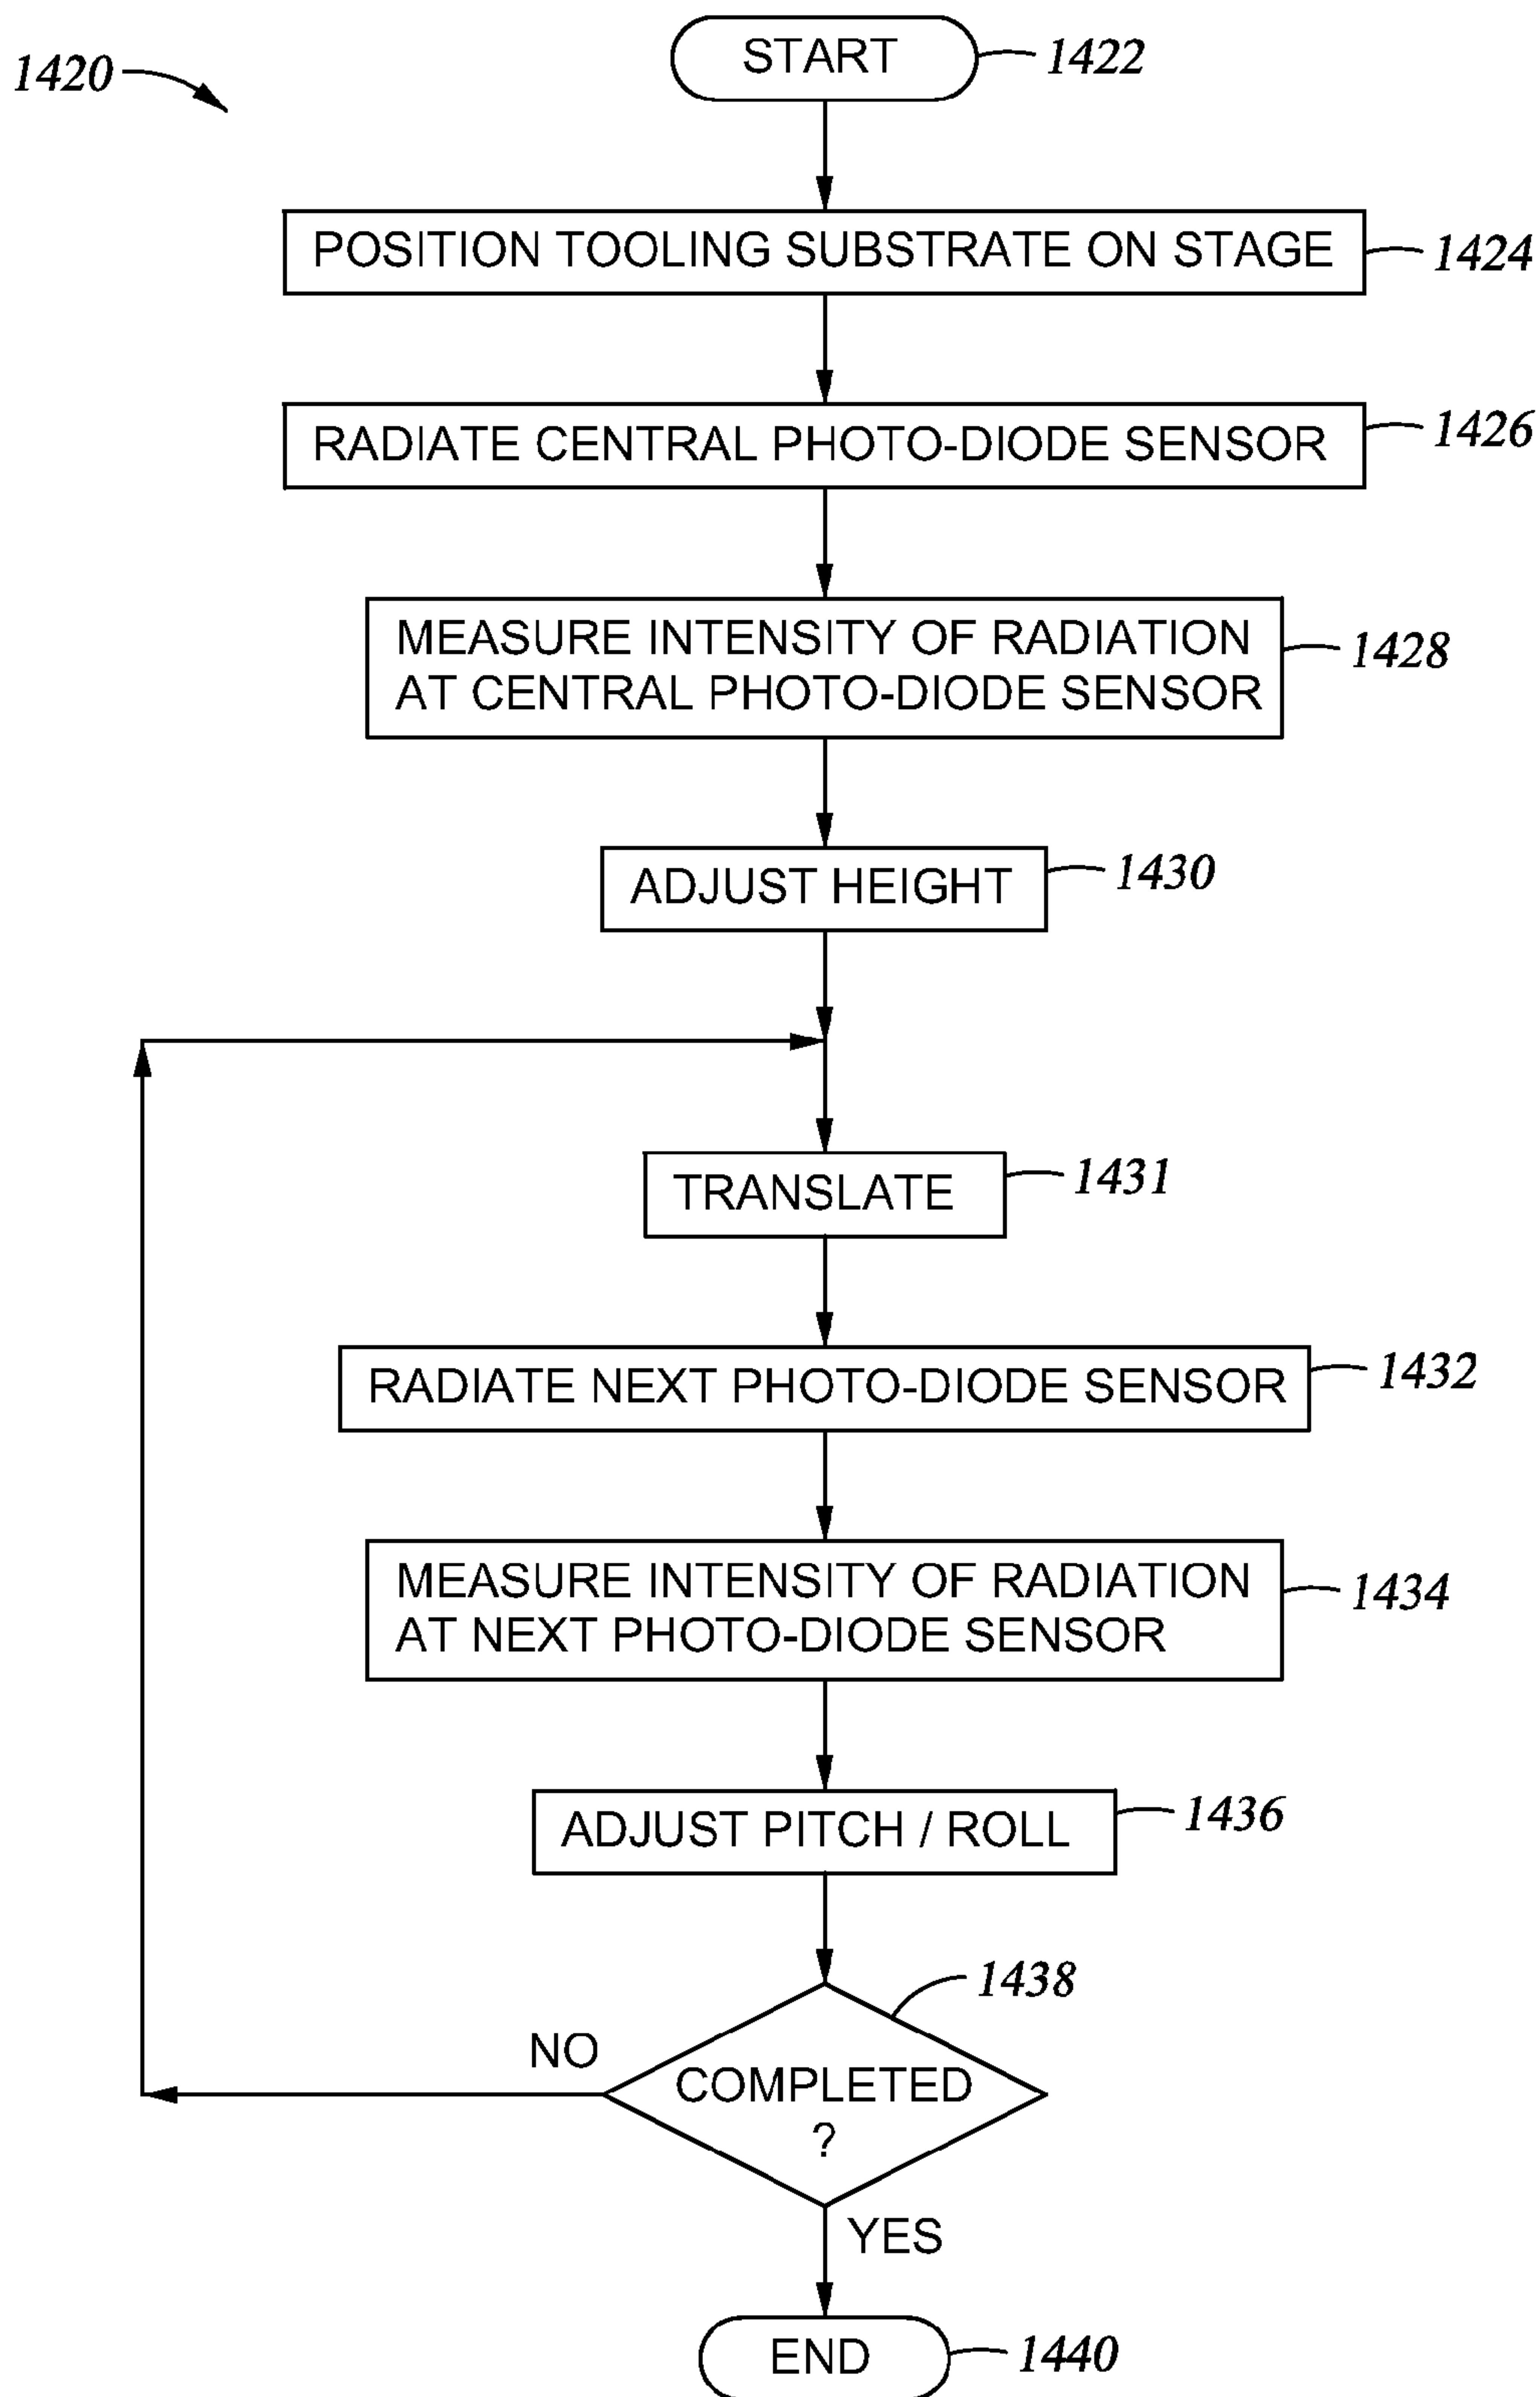 1420
START
1422
POSITION TOOLING SUBSTRATE ON STAGE
1424
RADIATE CENTRAL PHOTO-DIODE SENSOR
1426
MEASURE INTENSITY OF RADIATION
AT CENTRAL PHOTO-DIODE SENSOR
1428
ADJUST HEIGHT
1430
TRANSLATE
1431
RADIATE NEXT PHOTO-DIODE SENSOR
1432
MEASURE INTENSITY OF RADIATION
AT NEXT PHOTO-DIODE SENSOR
1434
ADJUST PITCH / ROLL
1436
1438
NO
COMPLETED
?
YES
END
1440